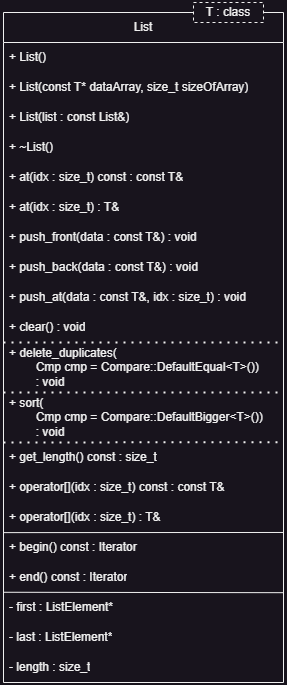 T : class
List
+ List()
+ List(const T* dataArray, size_t sizeOfArray)
+ List(list : const List&)
+ ~List()
+ at(idx : size_t) const : const T&
+ at(idx : size_t) : T&
+ push_front(data : const T&) : void
+ push_back(data : const T&) : void
+ push_at(data : const T&, idx : size_t) : void
+ clear() : void
+ delete_duplicates(
Cmp cmp = Compare::DefaultEqual<T>())
: void
+ sort(
Cmp cmp = Compare::DefaultBigger<T>())
: void
+ get_length() const : size_t
+ operator[](idx : size_t) const : const T&
+ operator[](idx : size_t) : T&
+ begin() const : Iterator
+ end() const : Iterator
- first : ListElement*
- last : ListElement*
- length : size_t